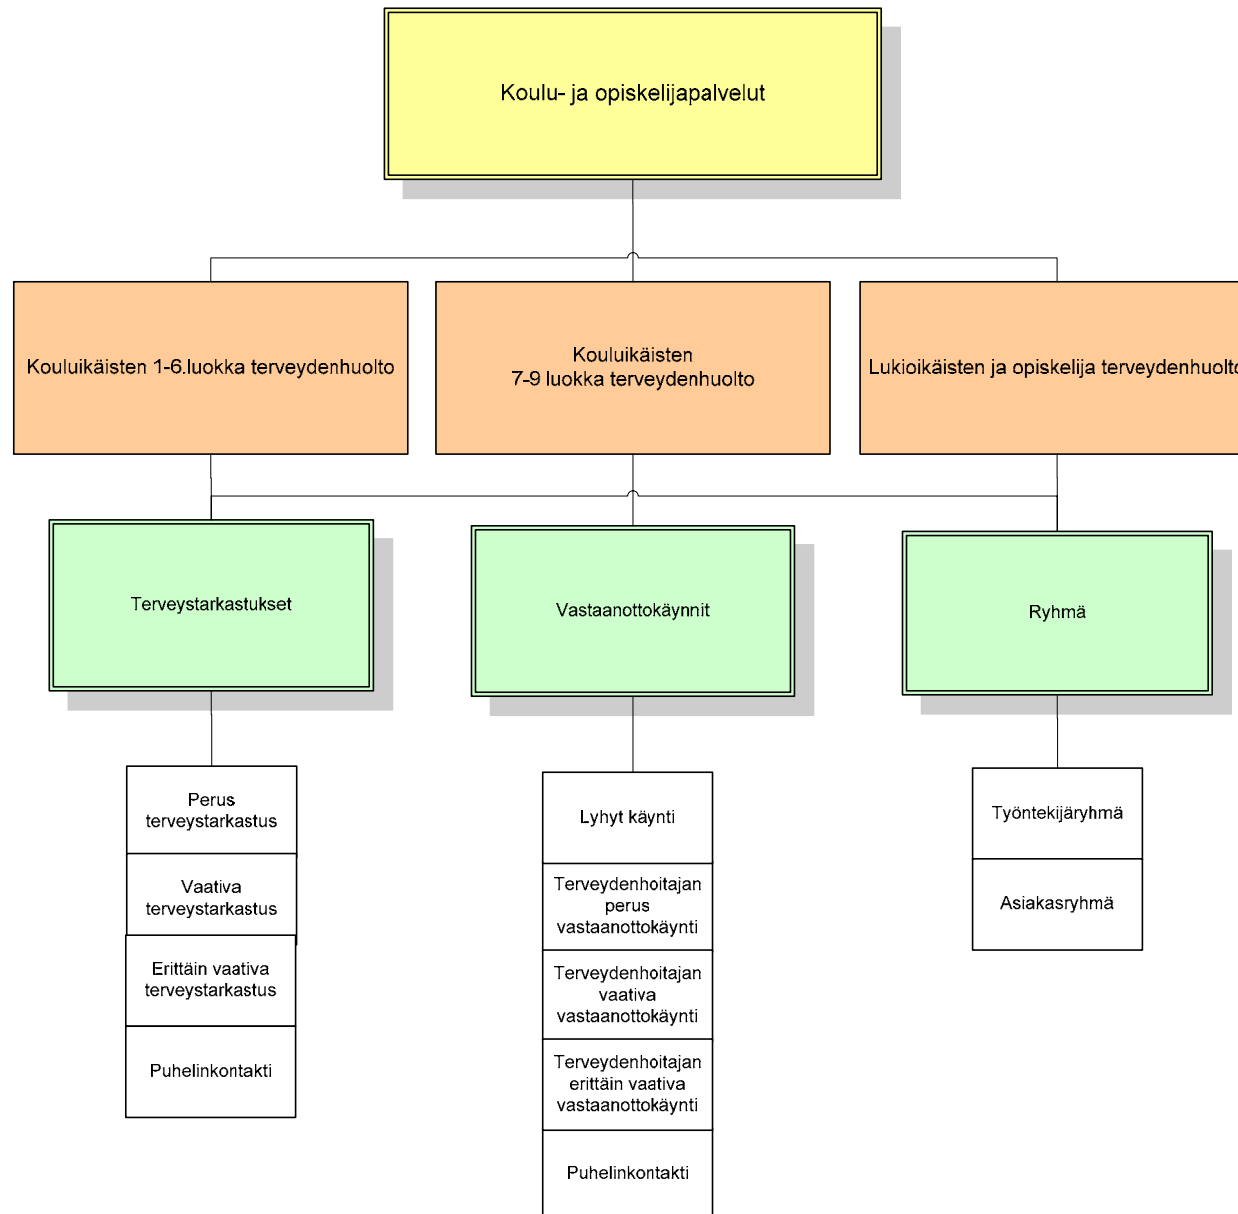 Koulu- ja opiskelijapalvelut
Kouluikäisten 1-6.luokka terveydenhuolto
Kouluikäisten
7-9 luokka terveydenhuolto
Lukioikäisten ja opiskelija terveydenhuolto
Terveystarkastukset
Vastaanottokäynnit
Ryhmä
Perus
terveystarkastus
Vaativa
terveystarkastus
Erittäin vaativa
terveystarkastus
Puhelinkontakti
Lyhyt käynti
Terveydenhoitajan
perus
vastaanottokäynti
Terveydenhoitajan
vaativa
vastaanottokäynti
Terveydenhoitajan
erittäin vaativa
vastaanottokäynti
Puhelinkontakti
Työntekijäryhmä
Asiakasryhmä